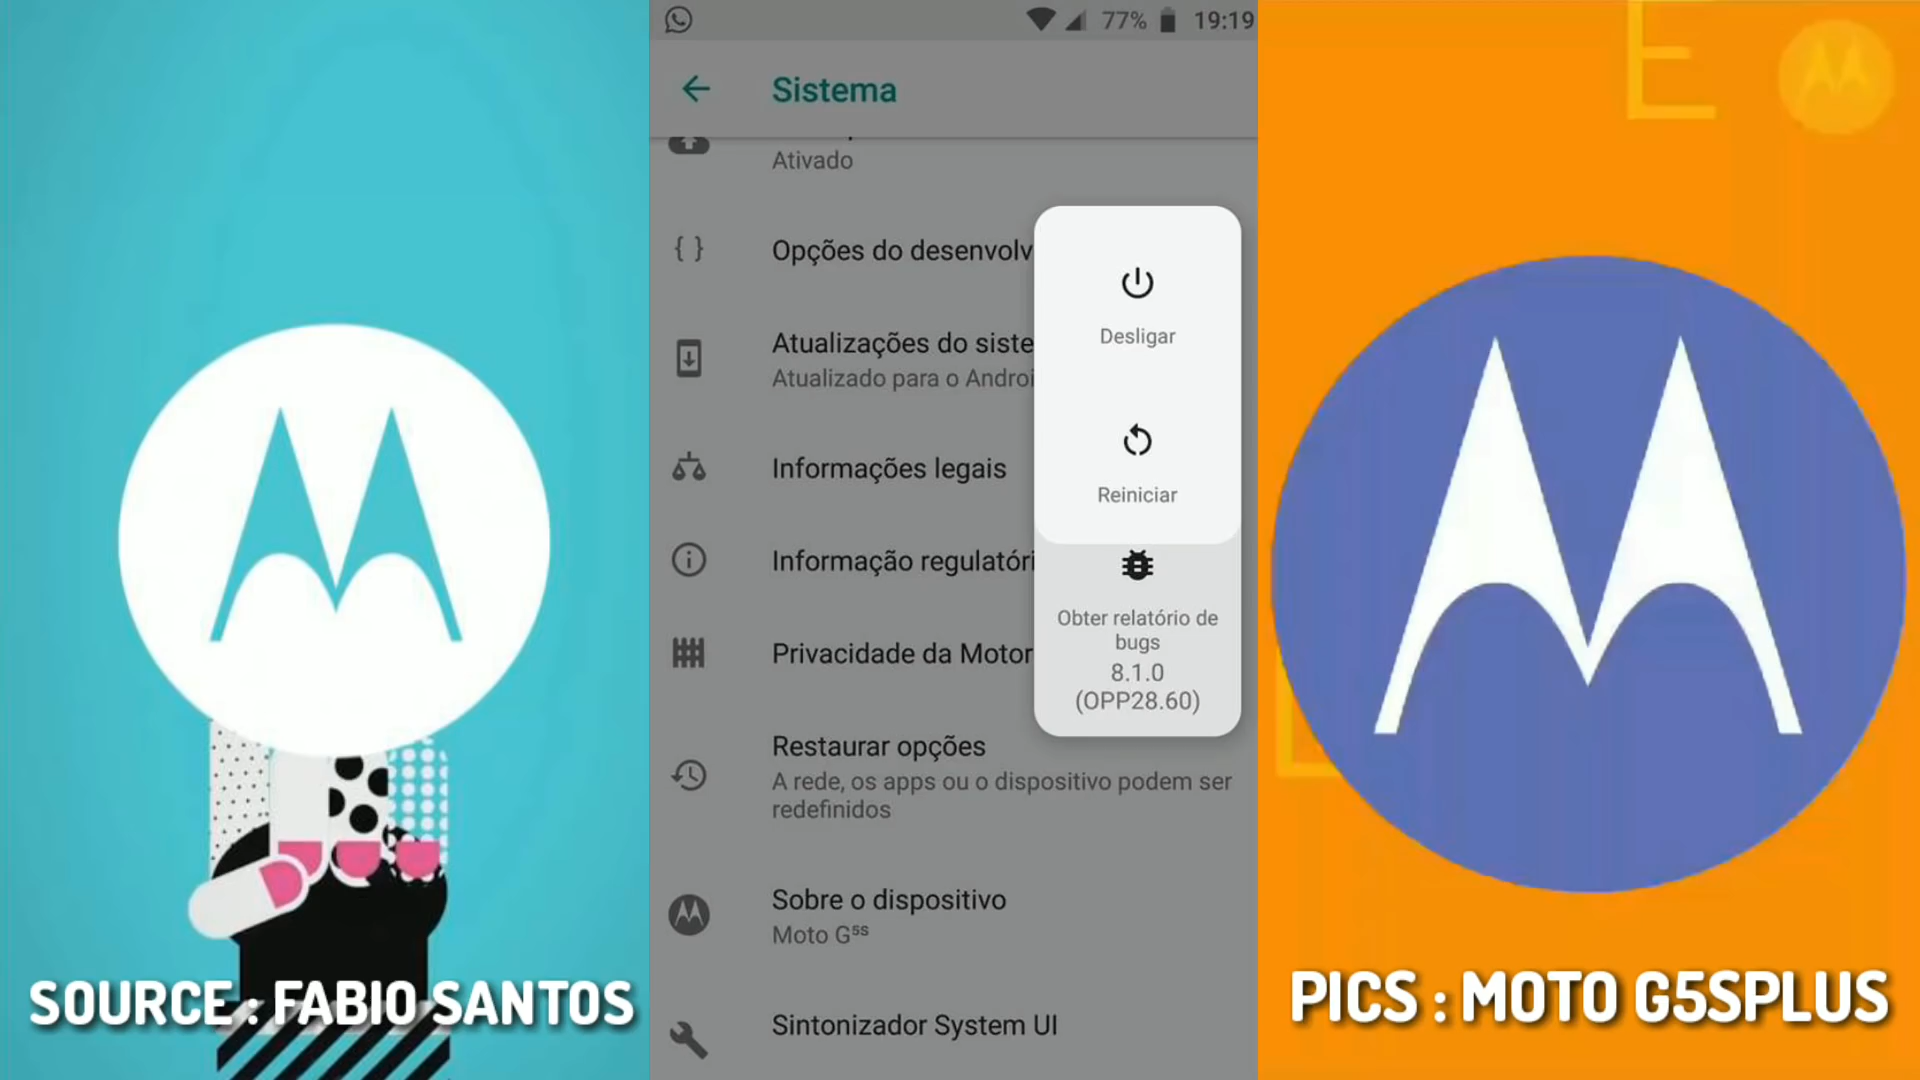 77% 19:19
Sistema
Ativado
Opções do desenvolv
Atualizações do siste
Atualizado para o Androi
Informações legais
Informação regulatóri
Privacidade da Motor
Restaurar opções
A rede, os apps ou o dispositivo podem ser
redefinidos
Sobre o dispositivo
Moto G⁵ˢ
Sintonizador System UI
Desligar
Reiniciar
Obter relatório de
bugs
8.1.0
(OPP28.60)
E
SOURCE : FABIO SANTOS
PICS : MOTO G5SPLUS